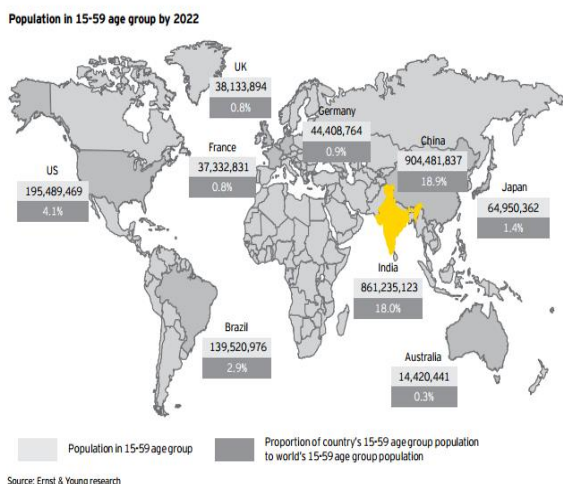 Population in 15-59 age group by 2022
UK
38,133,894
0.8%
Germany
44,408,764
0.9%
China
904,481,837
18.9%
France
37,332,831
0.8%
US
195,489,469
4.1%
Japan
64,950,362
1.4%
India
861,235,123
18.0%
Brazil
139,520,976
2.9%
Australia
14,420,441
0.3%
Population in 15-59 age group
Proportion of country's 15-59 age group population
to world's 15-59 age group population
Source: Ernst & Young research